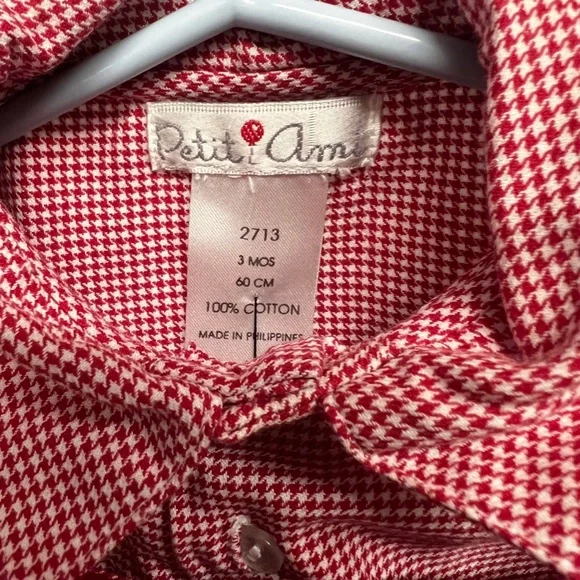 Petit Ami
2713
3 MOS
60 CM
100% COTTON
MADE IN PHILIPPINES